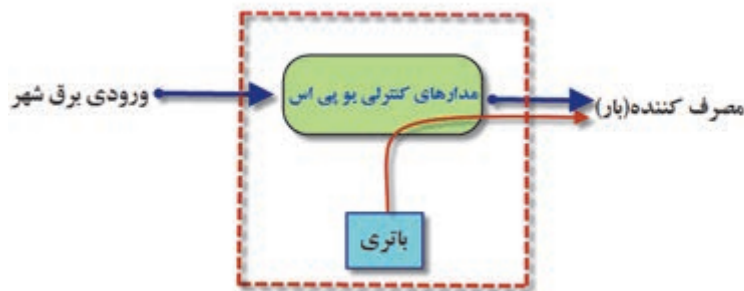 مدارهای کنترلی یو پی اس
ورودی برق شهر
مصرف کننده(بار)
باتری